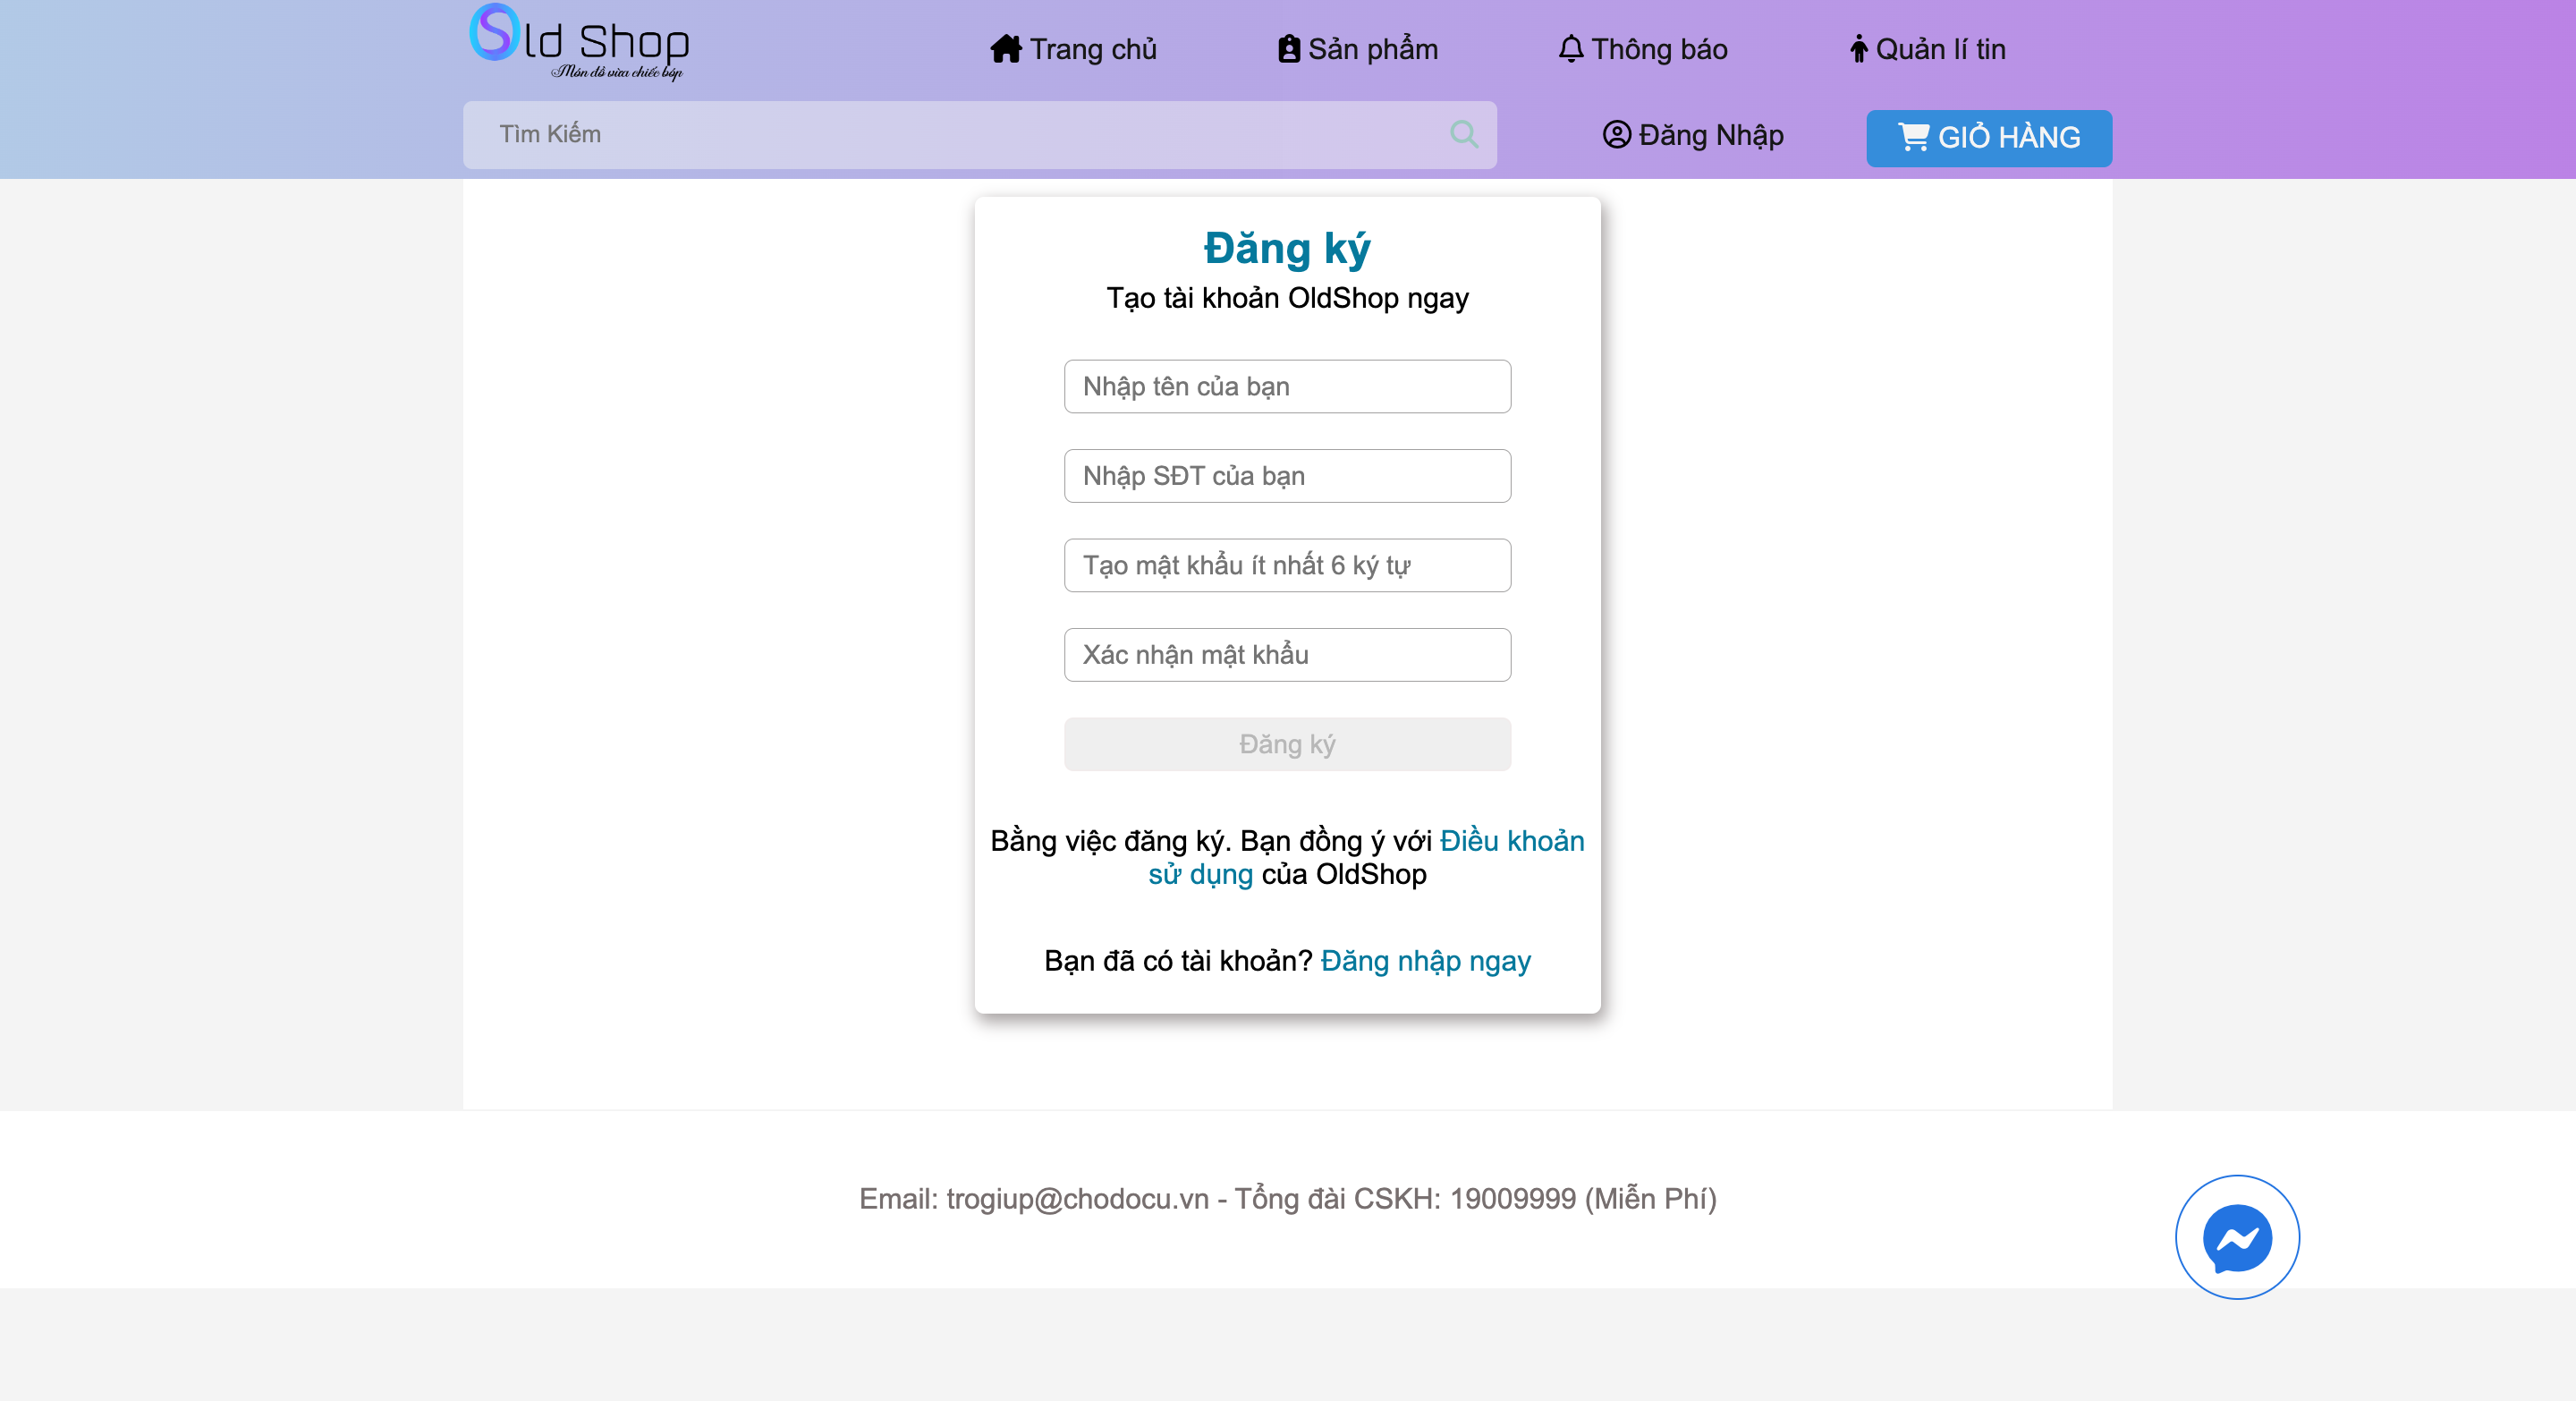 Old Shop
Món đồ vừa chiếc bóp
Trang chủ
Sản phẩm
Thông báo
Quản lí tin
Tìm Kiếm
Đăng Nhập
GIỎ HÀNG
Đăng ký
Tạo tài khoản OldShop ngay
Nhập tên của bạn
Nhập SĐT của bạn
Tạo mật khẩu ít nhất 6 ký tự
Xác nhận mật khẩu
Đăng ký
Bằng việc đăng ký. Bạn đồng ý với Điều khoản
sử dụng của OldShop
Bạn đã có tài khoản? Đăng nhập ngay
Email: trogiup@chodocu.vn - Tổng đài CSKH: 19009999 (Miễn Phí)